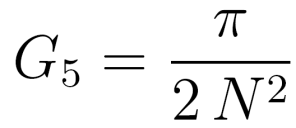 G_5 = \frac{\pi}{2 N^2}